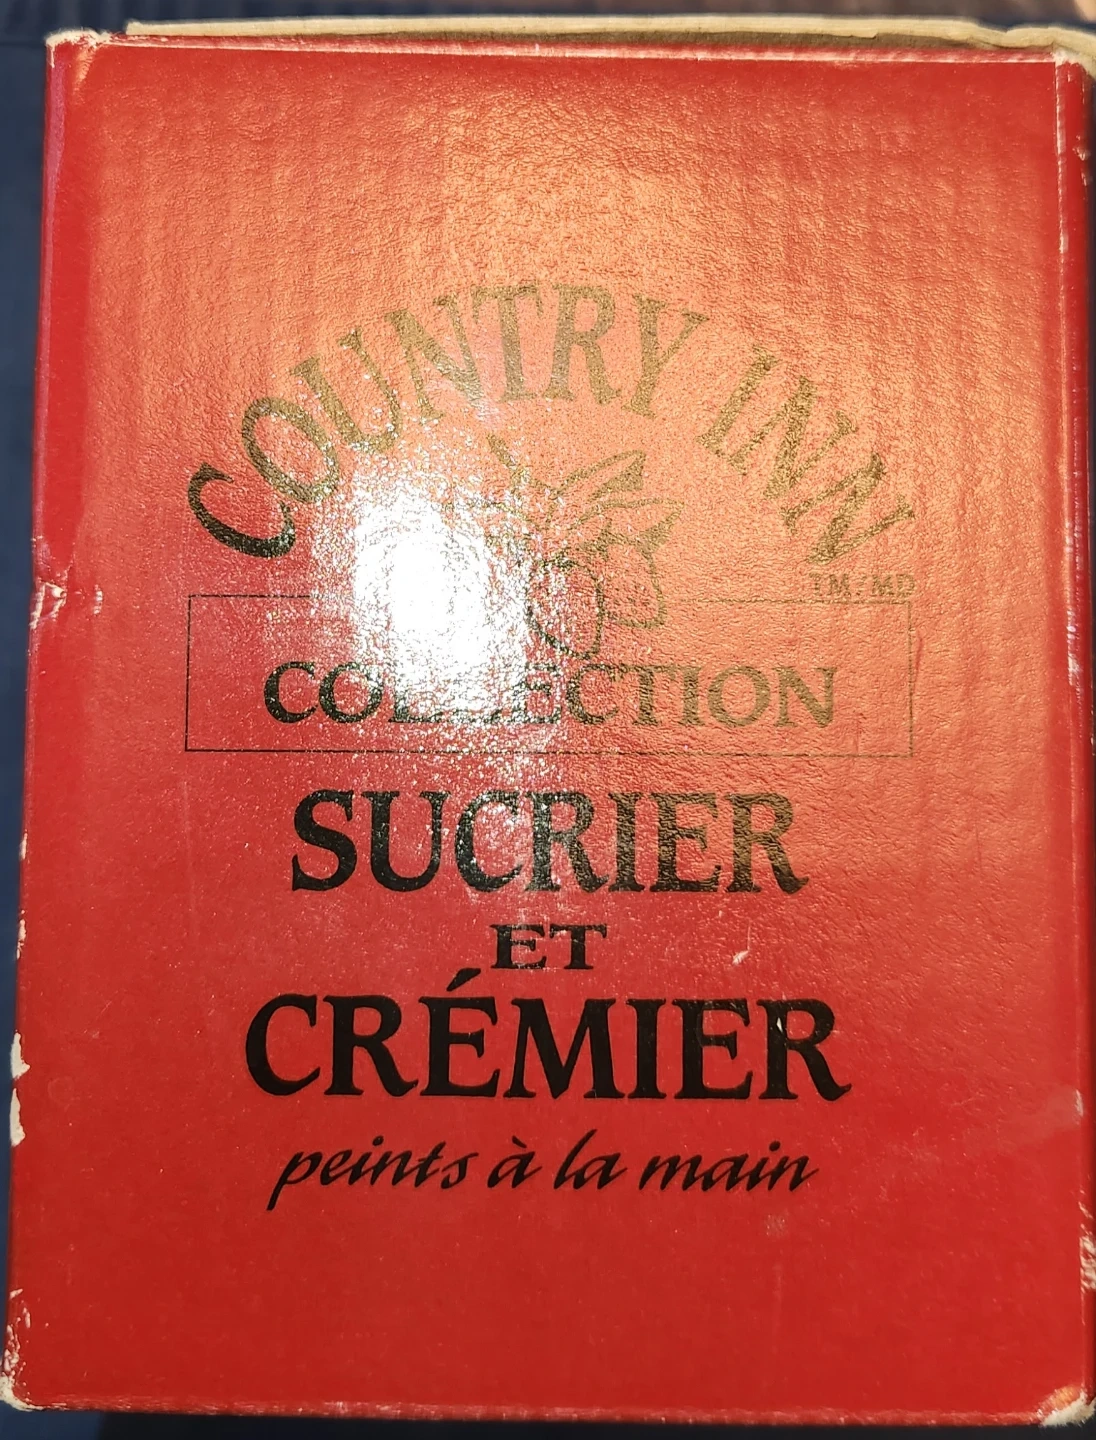 COUNTRY INN
TM/MD
COLLECTION
SUCRIER
ET
CRÉMIER
peints à la main